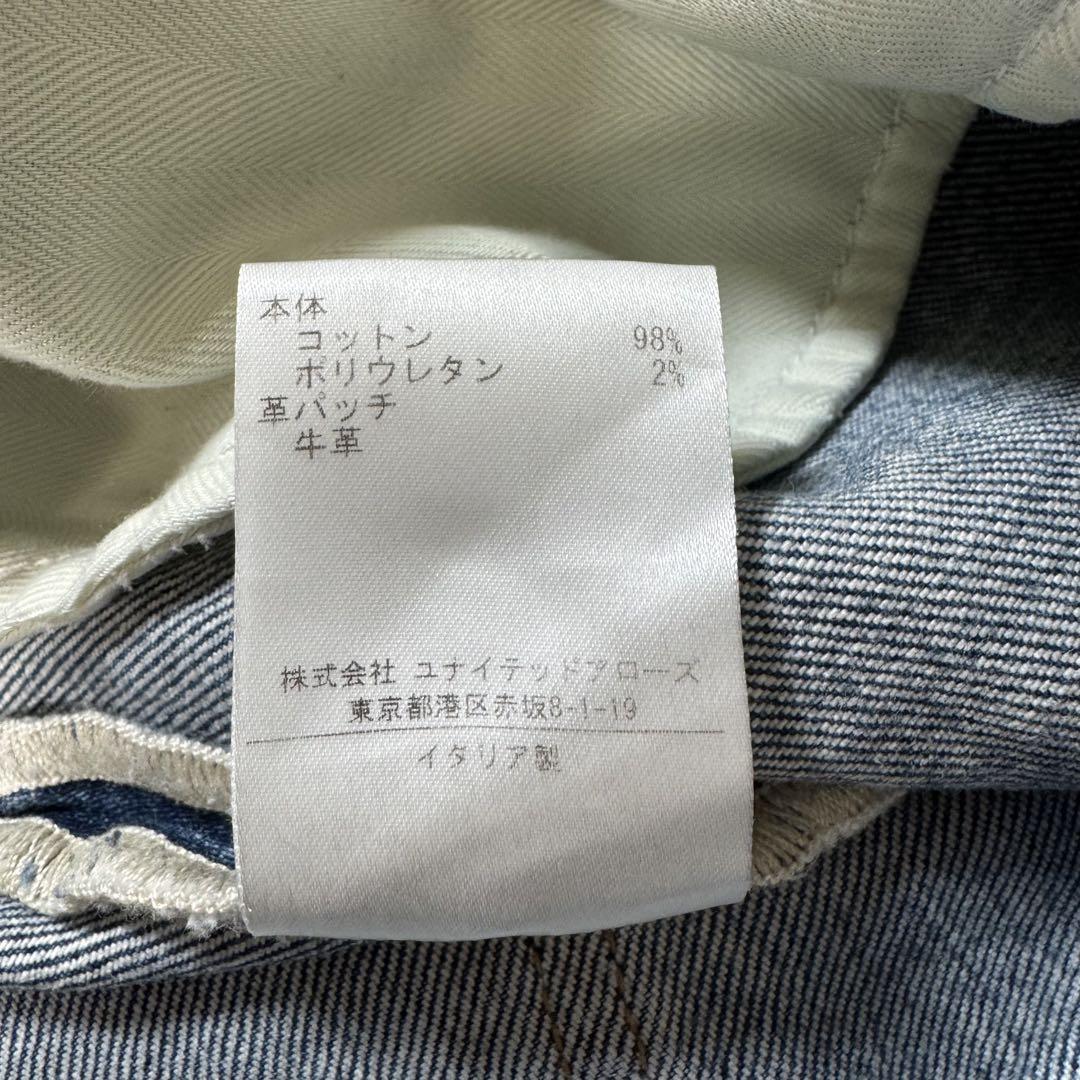 本体
コットン 98%
ポリウレタン 2%
革パッチ
牛革
株式会社 ユナイテッドアローズ
東京都港区赤坂8-1-19
イタリア製